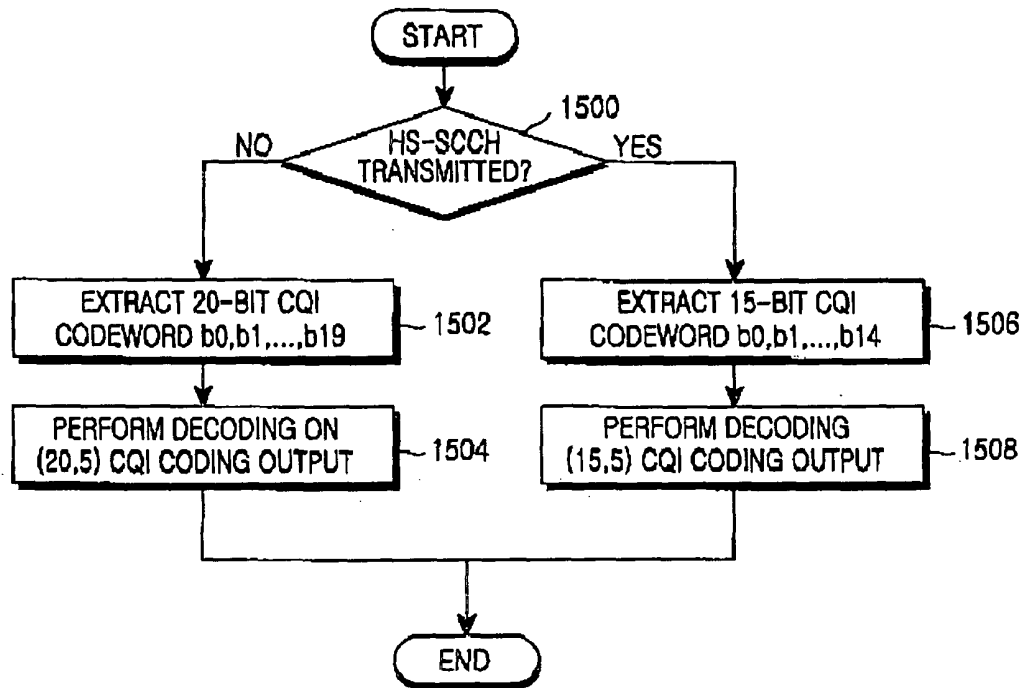 START
1500
NO
HS-SCCH
TRANSMITTED?
YES
EXTRACT 20-BIT CQI
CODEWORD b0,b1,...,b19
1502
EXTRACT 15-BIT CQI
CODEWORD b0,b1,...,b14
1506
PERFORM DECODING ON
(20,5) CQI CODING OUTPUT
1504
PERFORM DECODING
(15,5) CQI CODING OUTPUT
1508
END